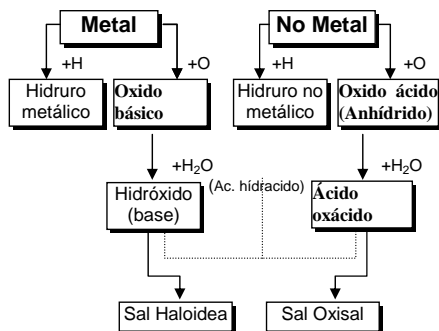 Metal
No Metal
+H
+O
+H
+O
Hidruro
metálico
Oxido
básico
Hidruro no
metálico
Oxido ácido
(Anhídrido)
+H₂O
+H₂O
Hidróxido
(base)
(Ac. hídracido)
Ácido
oxácido
Sal Haloidea
Sal Oxisal